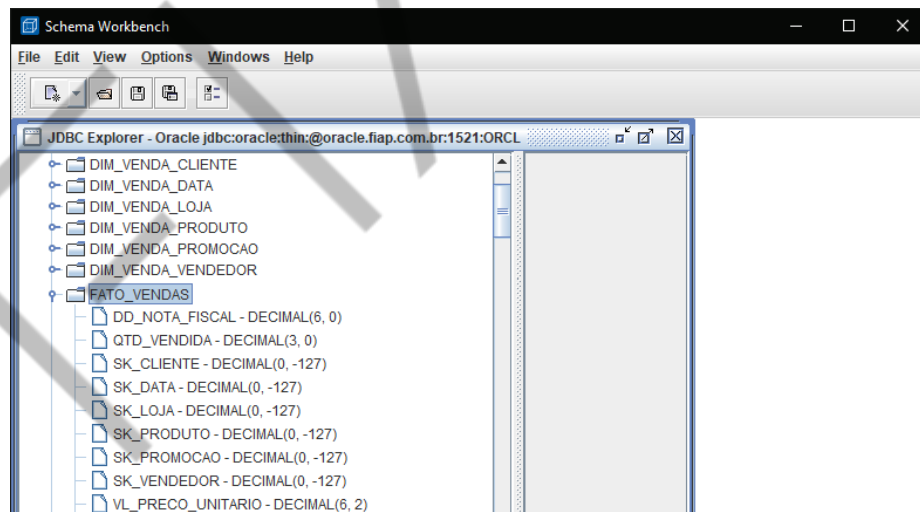 Schema Workbench
File Edit View Options Windows Help
JDBC Explorer - Oracle jdbc:oracle:thin:@oracle.fiap.com.br:1521:ORCL
DIM_VENDA_CLIENTE
DIM_VENDA_DATA
DIM_VENDA_LOJA
DIM_VENDA_PRODUTO
DIM_VENDA_PROMOCAO
DIM_VENDA_VENDEDOR
FATO_VENDAS
DD_NOTA_FISCAL - DECIMAL(6, 0)
QTD_VENDIDA - DECIMAL(3, 0)
SK_CLIENTE - DECIMAL(0, -127)
SK_DATA - DECIMAL(0, -127)
SK_LOJA - DECIMAL(0, -127)
SK_PRODUTO - DECIMAL(0, -127)
SK_PROMOCAO - DECIMAL(0, -127)
SK_VENDEDOR - DECIMAL(0, -127)
VL_PRECO_UNITARIO - DECIMAL(6, 2)